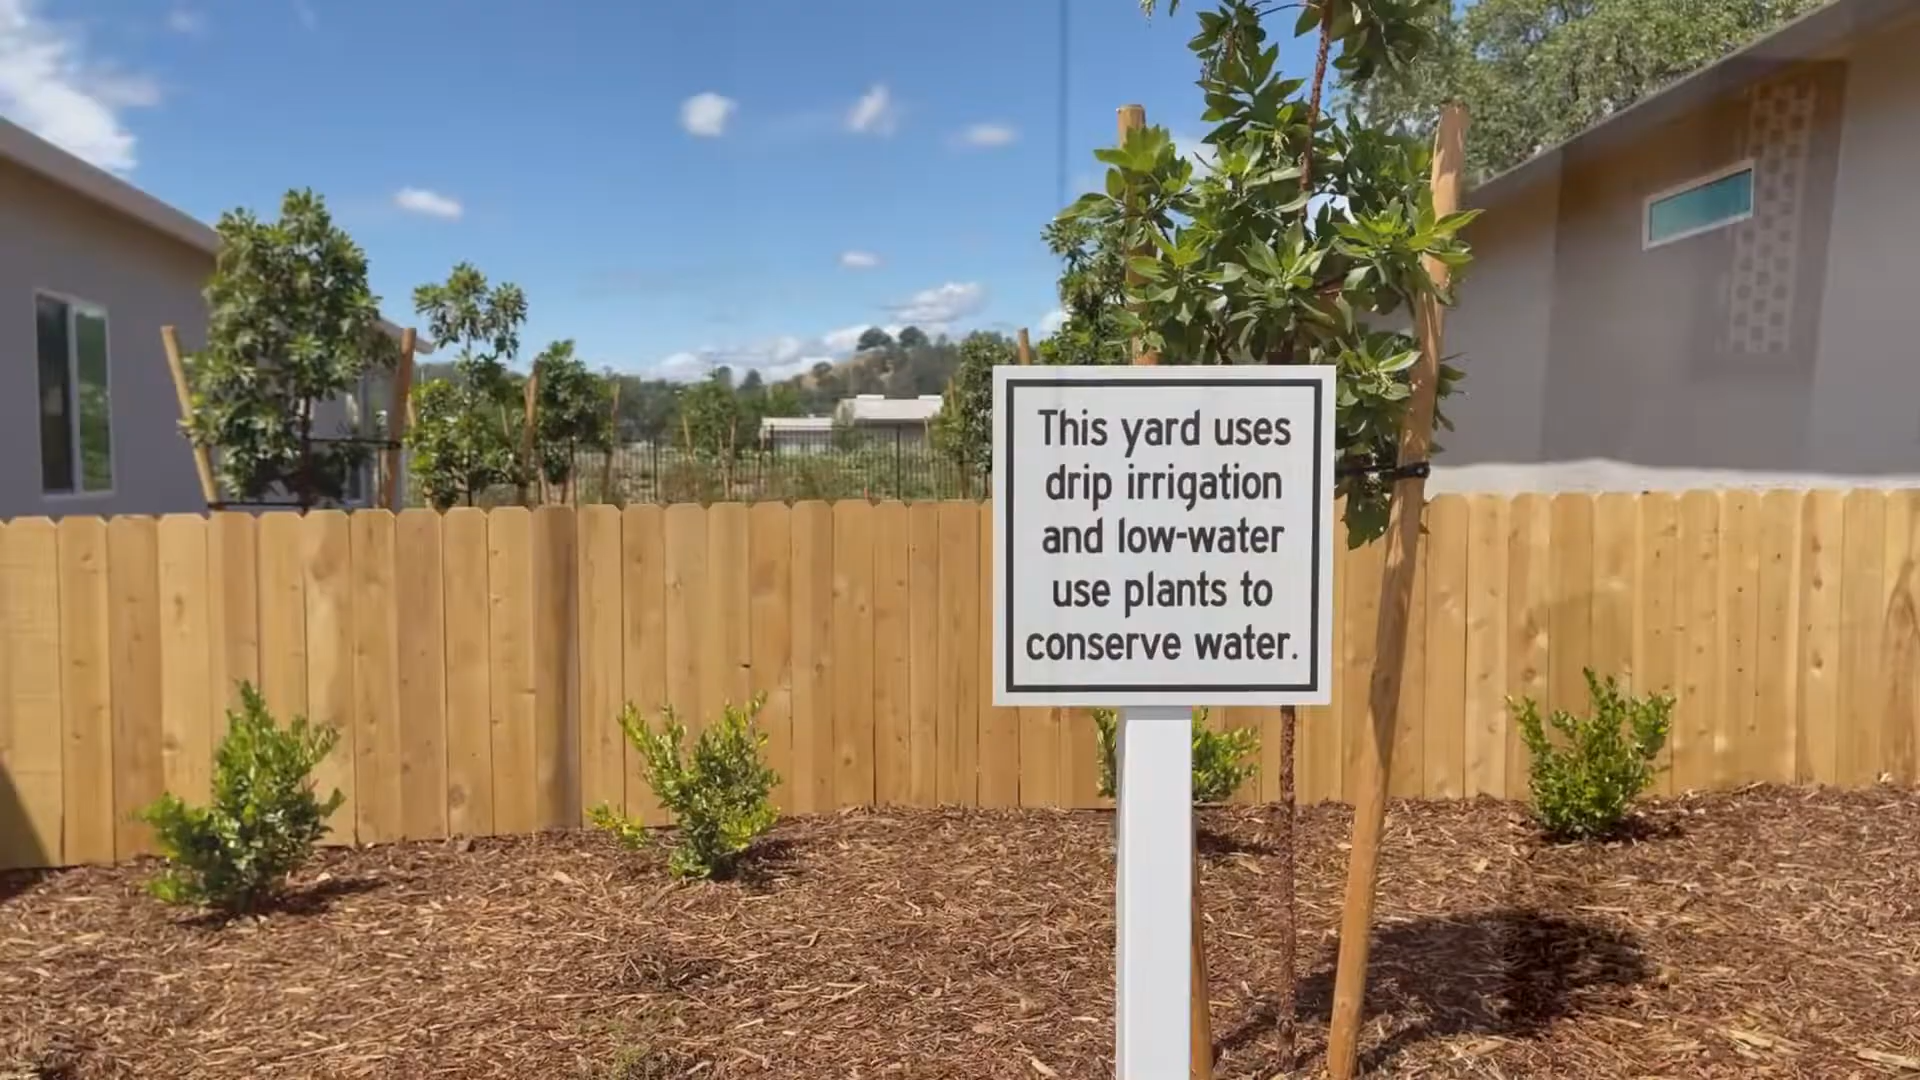 This yard uses
drip irrigation
and low-water
use plants to
conserve water.